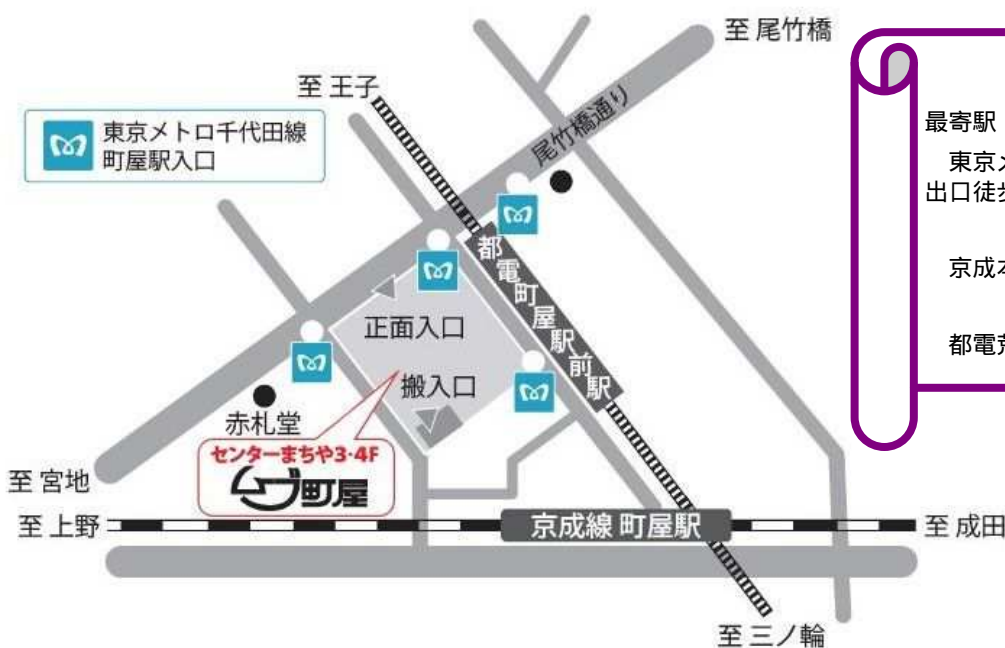 至 尾竹橋
至 王子
東京メトロ千代田線
町屋駅入口
尾竹橋通り
最寄駅
東京メ
出口徒歩
京成本
都電荒
都電町屋駅前駅
正面入口
搬入口
赤札堂
センターまちや3・4F
ムーブ町屋
至 宮地
至 上野
京成線 町屋駅
至 成田
至 三ノ輪